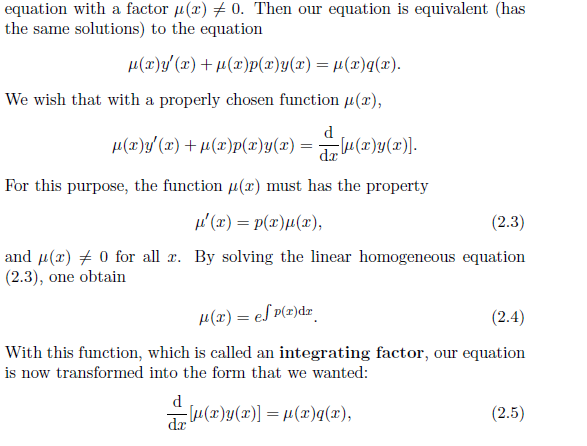 equation with a factor μ(x) ≠ 0. Then our equation is equivalent (has
the same solutions) to the equation
μ(x)y′(x) + μ(x)p(x)y(x) = μ(x)q(x).
We wish that with a properly chosen function μ(x),
μ(x)y′(x) + μ(x)p(x)y(x) = d/dx [μ(x)y(x)].
For this purpose, the function μ(x) must has the property
μ′(x) = p(x)μ(x), (2.3)
and μ(x) ≠ 0 for all x. By solving the linear homogeneous equation
(2.3), one obtain
μ(x) = e^{∫ p(x)dx}. (2.4)
With this function, which is called an integrating factor, our equation
is now transformed into the form that we wanted:
d/dx [μ(x)y(x)] = μ(x)q(x), (2.5)